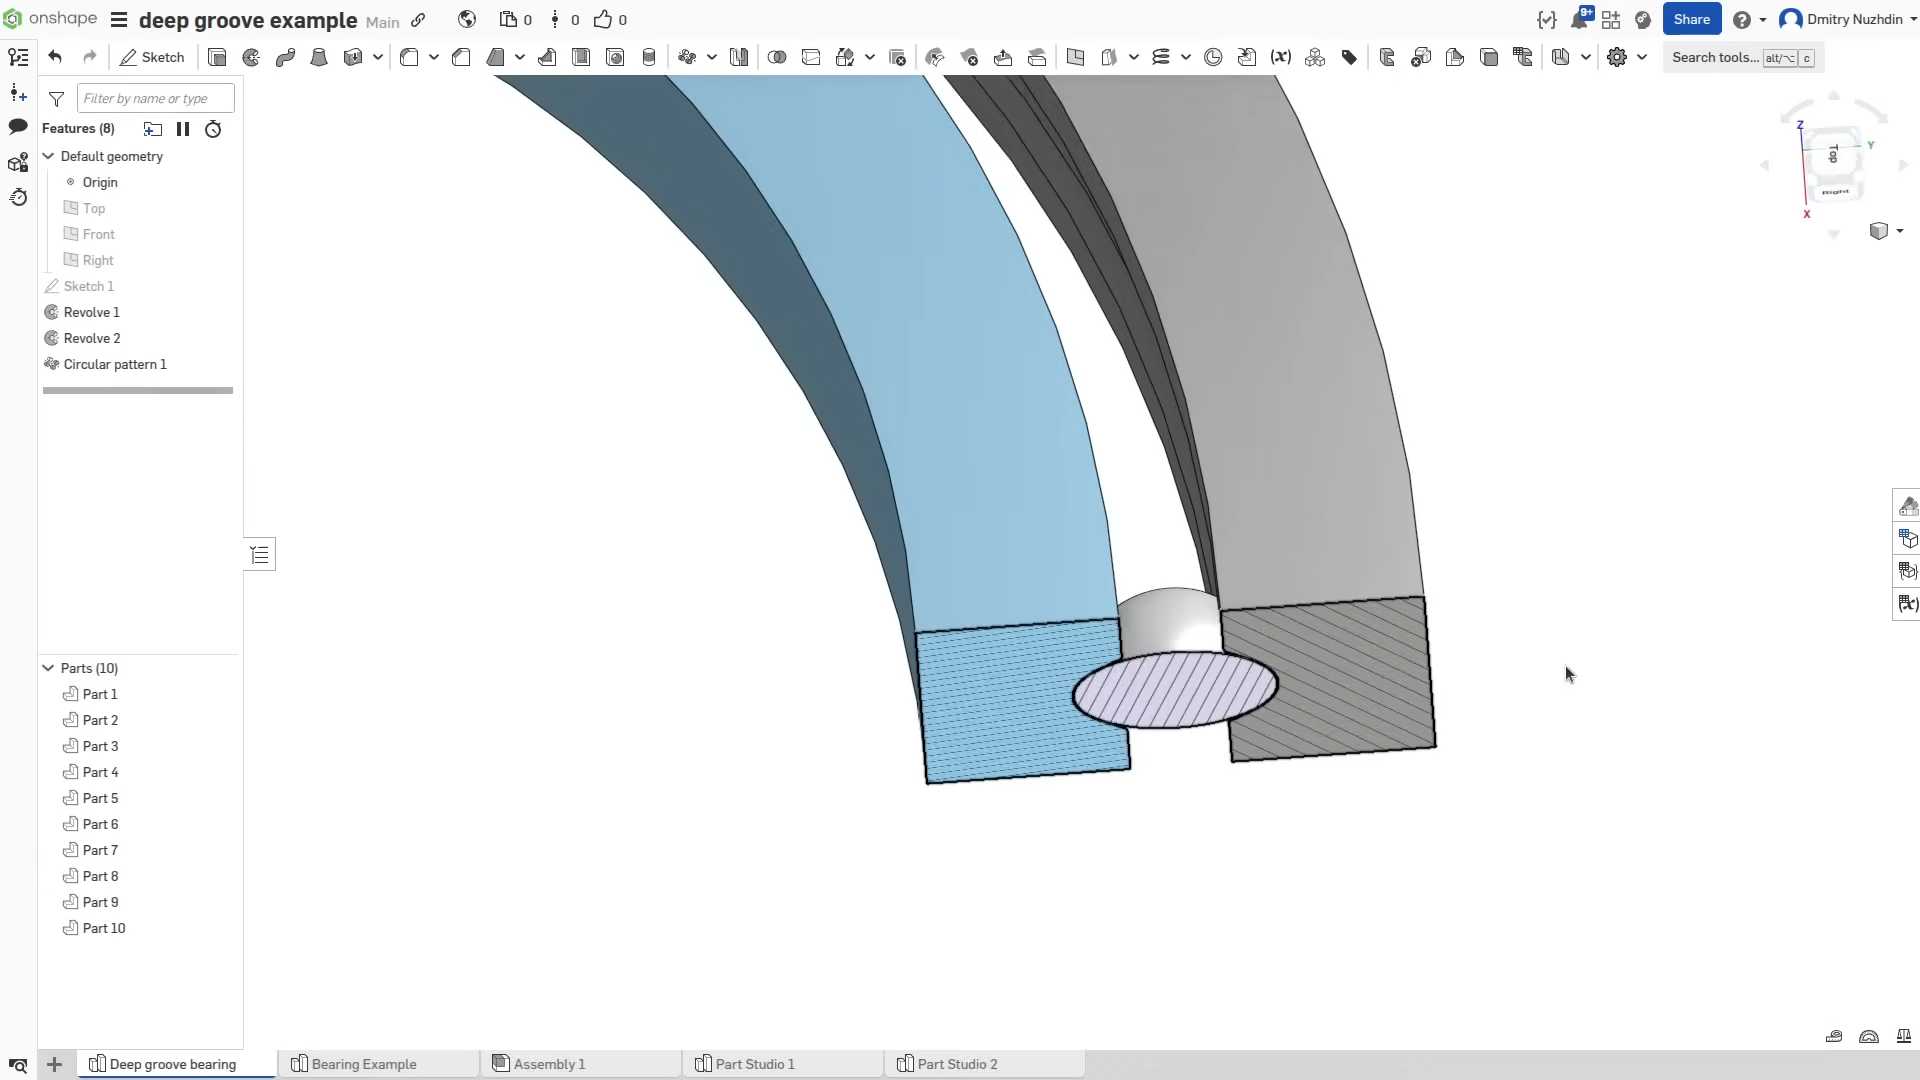 onshape deep groove example Main 0 0 0 9+ Share Dmitry Nuzhdin
Sketch (x) Search tools... alt/⌥ c
Filter by name or type
Features (8)
Default geometry
Origin
Top
Front
Right
Sketch 1
Revolve 1
Revolve 2
Circular pattern 1
Z
Y
Top
Right
X
(x)
Parts (10)
Part 1
Part 2
Part 3
Part 4
Part 5
Part 6
Part 7
Part 8
Part 9
Part 10
Deep groove bearing Bearing Example Assembly 1 Part Studio 1 Part Studio 2